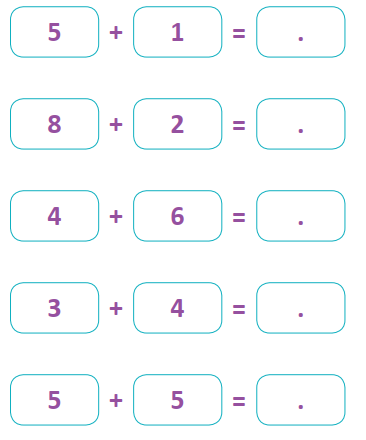 5 + 1 = .
8 + 2 = .
4 + 6 = .
3 + 4 = .
5 + 5 = .